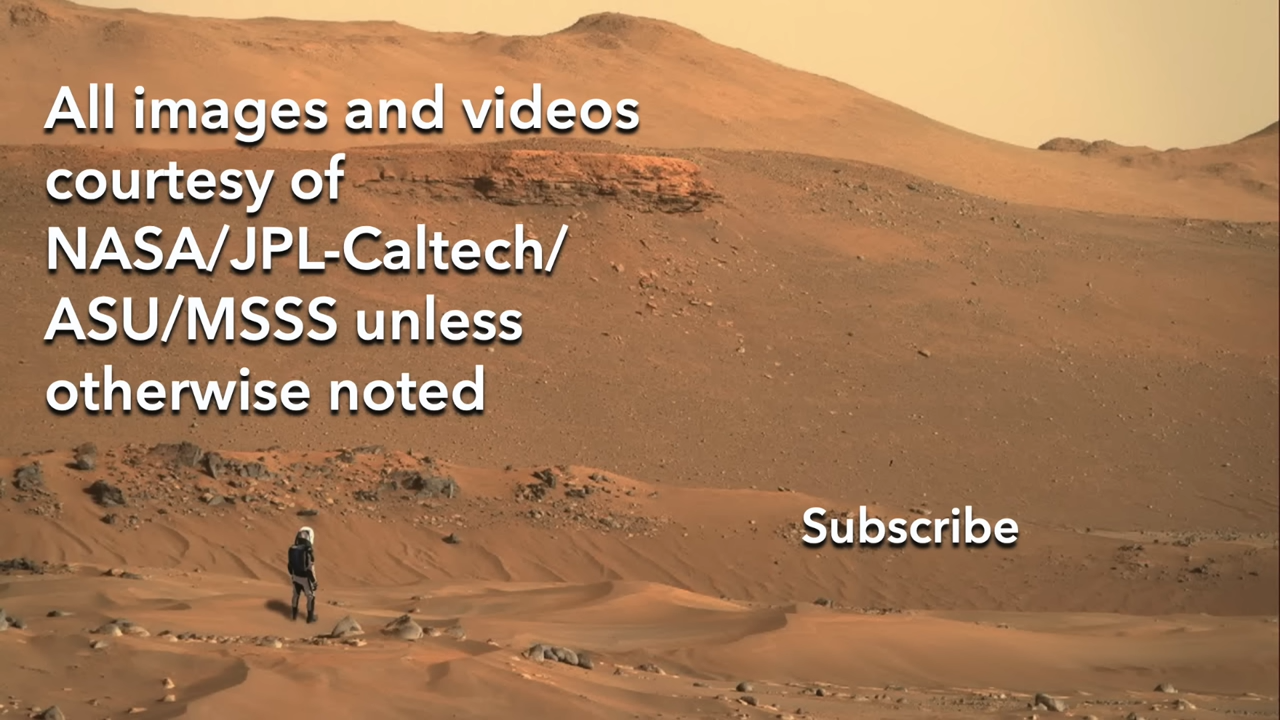 All images and videos
courtesy of
NASA/JPL-Caltech/
ASU/MSSS unless
otherwise noted
Subscribe